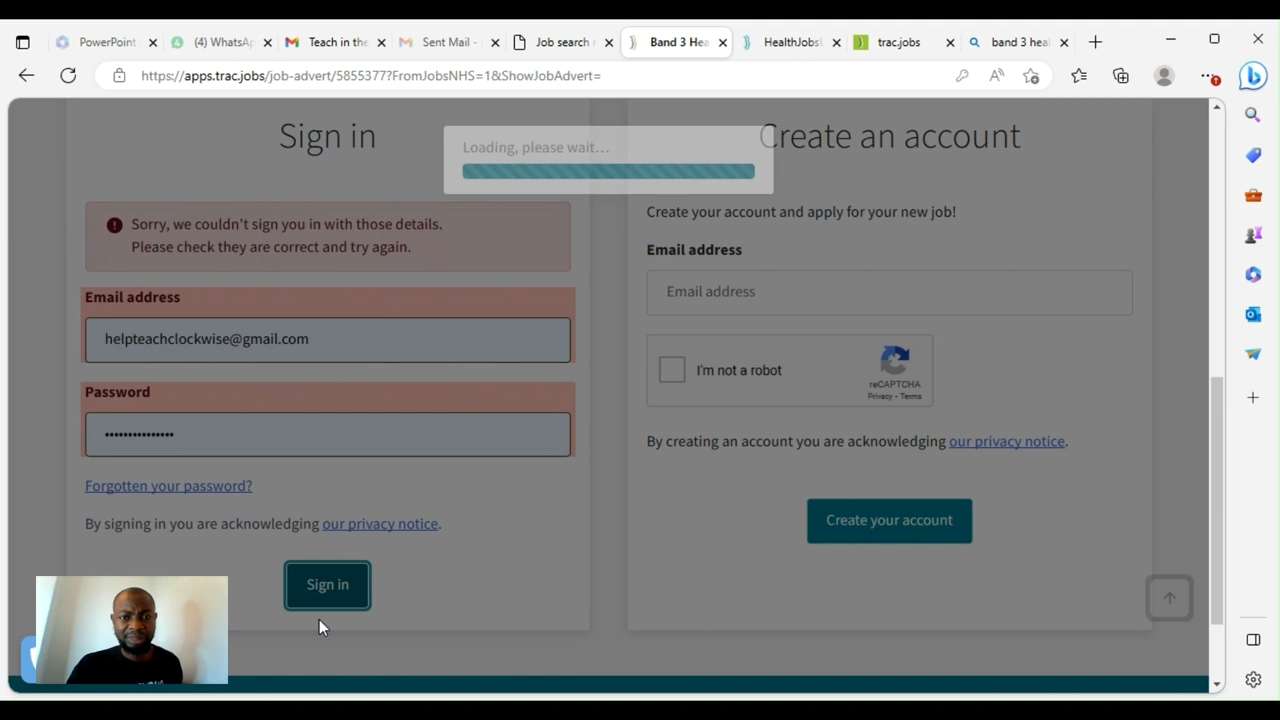 PowerPoint
(4) WhatsAp
Teach in the
Sent Mail -
Job search
Band 3 Hea
HealthJobsU
trac.jobs
band 3 heal
https://apps.trac.jobs/job-advert/5855377?FromJobsNHS=1&ShowJobAdvert=
Sign in
Loading, please wait...
Sorry, we couldn't sign you in with those details.
Please check they are correct and try again.
Email address
helpteachclockwise@gmail.com
Password
Forgotten your password?
By signing in you are acknowledging our privacy notice.
Sign in
Create an account
Create your account and apply for your new job!
Email address
Email address
I'm not a robot
reCAPTCHA
Privacy - Terms
By creating an account you are acknowledging our privacy notice.
Create your account